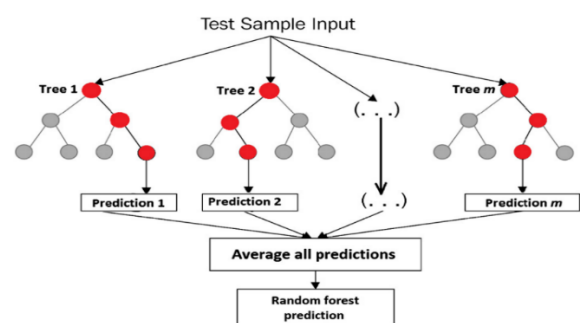 Test Sample Input
Tree 1
Tree 2
(. . .)
Tree m
Prediction 1
Prediction 2
(. . .)
Prediction m
Average all predictions
Random forest
prediction